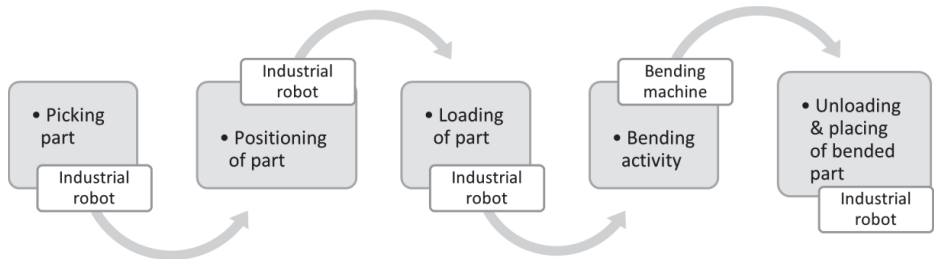 • Picking
part
Industrial
robot
Industrial
robot
• Positioning
of part
• Loading
of part
Industrial
robot
Bending
machine
• Bending
activity
• Unloading
& placing
of bended
part
Industrial
robot